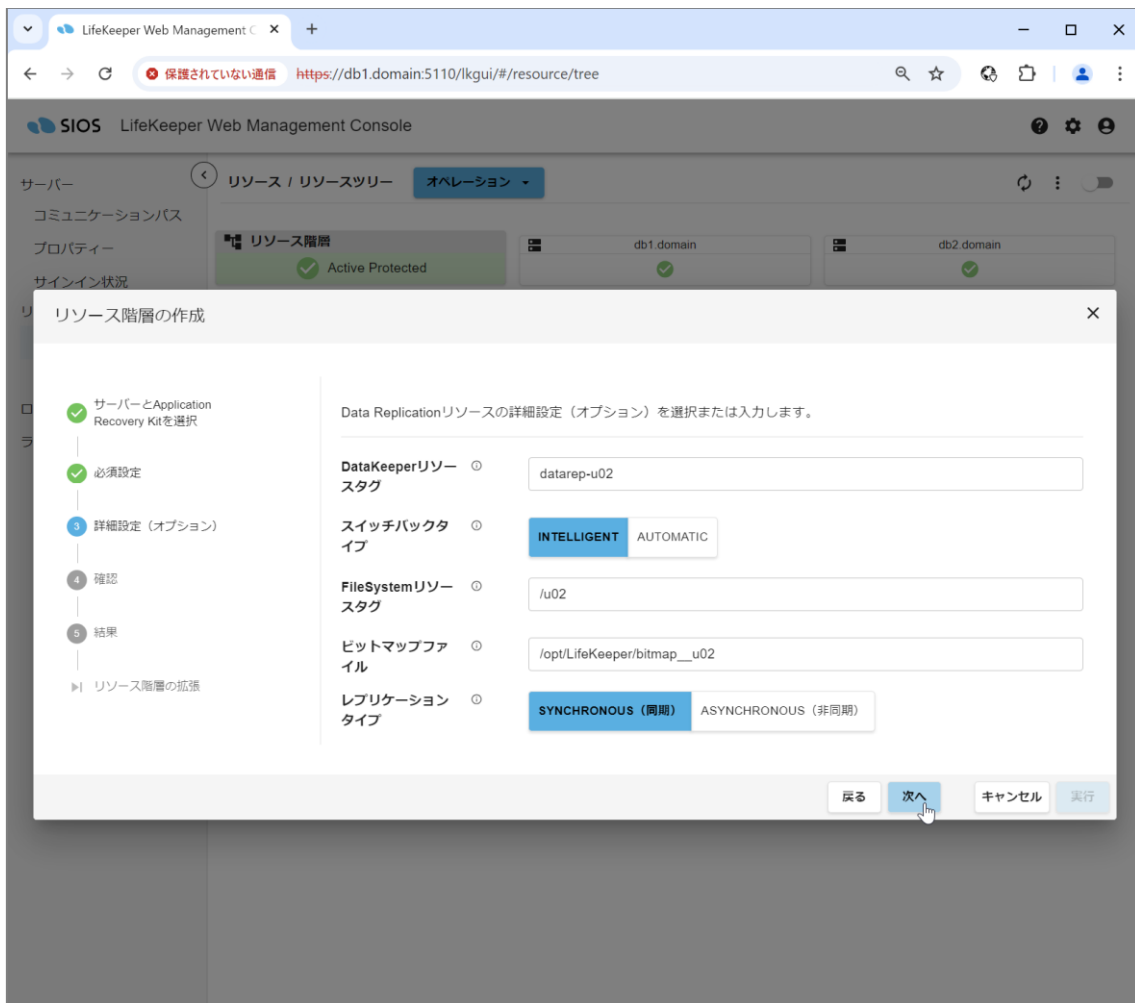 LifeKeeper Web Management C
保護されていない通信 https://db1.domain:5110/lkgui/#/resource/tree
SIOS LifeKeeper Web Management Console
サーバー
コミュニケーションパス
プロパティー
サインイン状況
リ
ロ
ラ
リソース / リソースツリー オペレーション
リソース階層
Active Protected
db1.domain
db2.domain
リソース階層の作成
サーバーとApplication
Recovery Kitを選択
必須設定
3 詳細設定（オプション）
4 確認
5 結果
リソース階層の拡張
Data Replicationリソースの詳細設定（オプション）を選択または入力します。
DataKeeperリソー
スタグ
datarep-u02
スイッチバックタ
イプ
INTELLIGENT AUTOMATIC
FileSystemリソー
スタグ
/u02
ビットマップファ
イル
/opt/LifeKeeper/bitmap__u02
レプリケーション
タイプ
SYNCHRONOUS（同期） ASYNCHRONOUS（非同期）
戻る 次へ キャンセル 実行